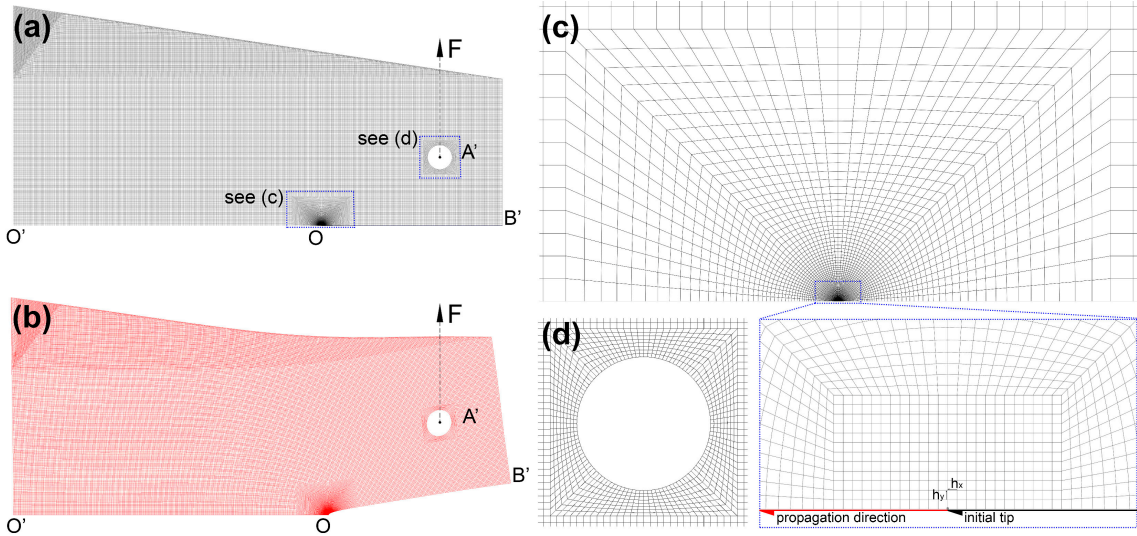 (a)
F
see (d)
A'
see (c)
O'
O
B'
(b)
F
A'
B'
O'
O
(c)
(d)
hx
hy
propagation direction
initial tip